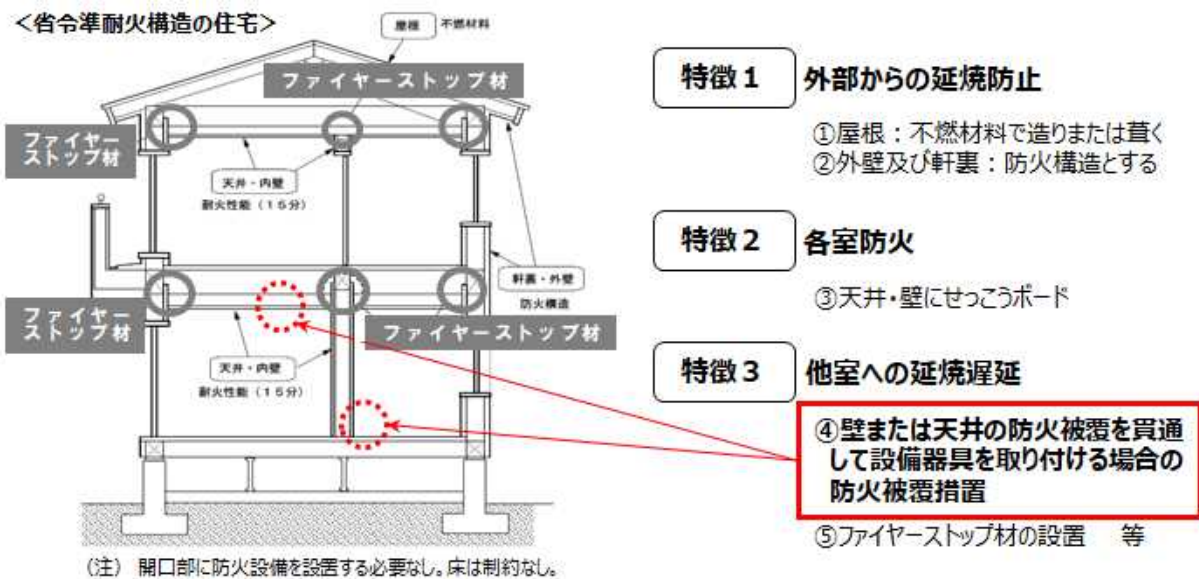 <省令準耐火構造の住宅>
屋根
不燃材料
ファイヤーストップ材
ファイヤー
ストップ材
天井・内壁
耐火性能（15分）
軒裏・外壁
防火構造
ファイヤー
ストップ材
ファイヤーストップ材
天井・内壁
耐火性能（15分）
（注） 開口部に防火設備を設置する必要なし。床は制約なし。
特徴1
外部からの延焼防止
①屋根：不燃材料で造りまたは葺く
②外壁及び軒裏：防火構造とする
特徴2
各室防火
③天井・壁にせっこうボード
特徴3
他室への延焼遅延
④壁または天井の防火被覆を貫通
して設備器具を取り付ける場合の
防火被覆措置
⑤ファイヤーストップ材の設置　等